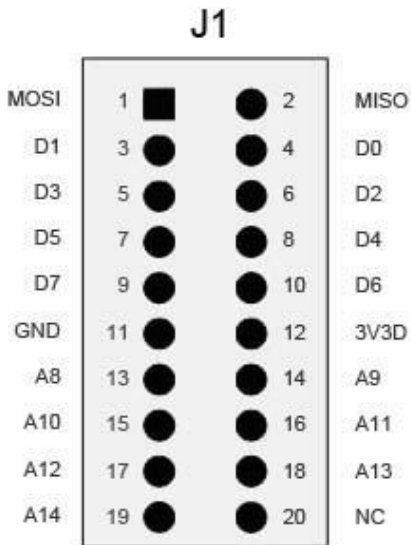 J1
MOSI 1 2 MISO
D1 3 4 D0
D3 5 6 D2
D5 7 8 D4
D7 9 10 D6
GND 11 12 3V3D
A8 13 14 A9
A10 15 16 A11
A12 17 18 A13
A14 19 20 NC